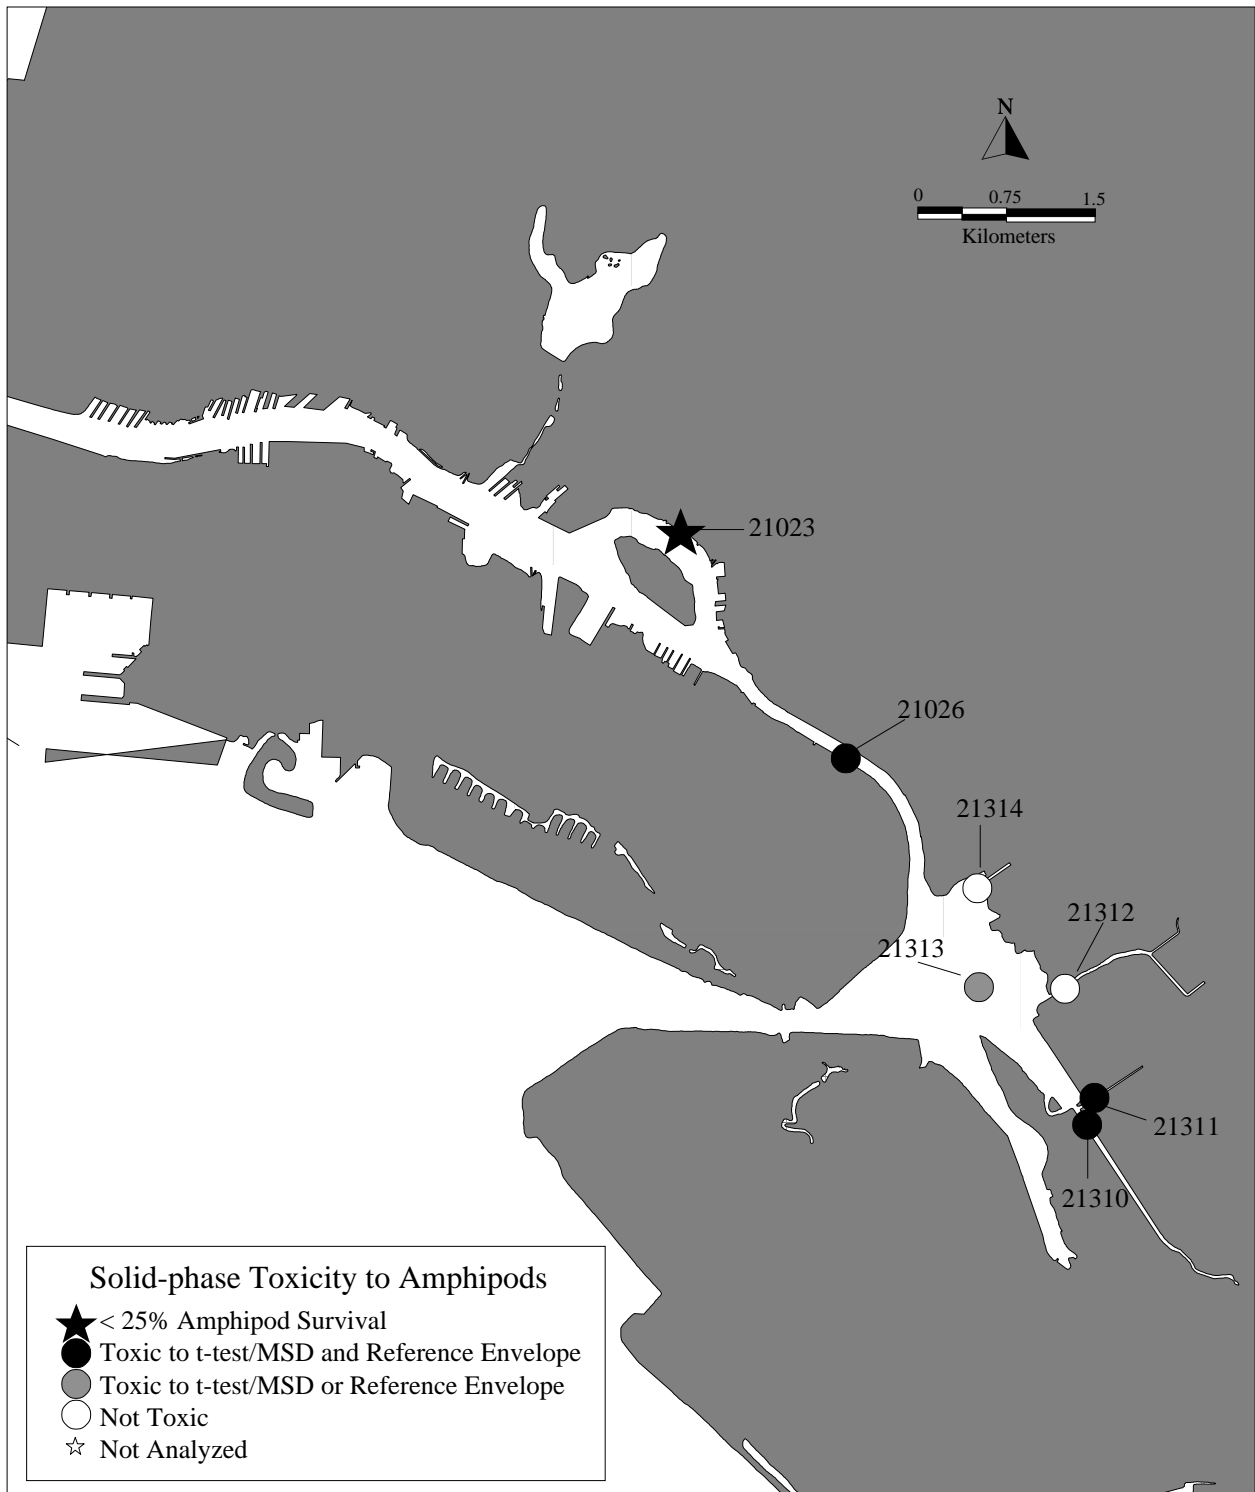 N
0 0.75 1.5
Kilometers
21023
21026
21314
21312
21313
21311
21310
Solid-phase Toxicity to Amphipods
< 25% Amphipod Survival
Toxic to t-test/MSD and Reference Envelope
Toxic to t-test/MSD or Reference Envelope
Not Toxic
Not Analyzed